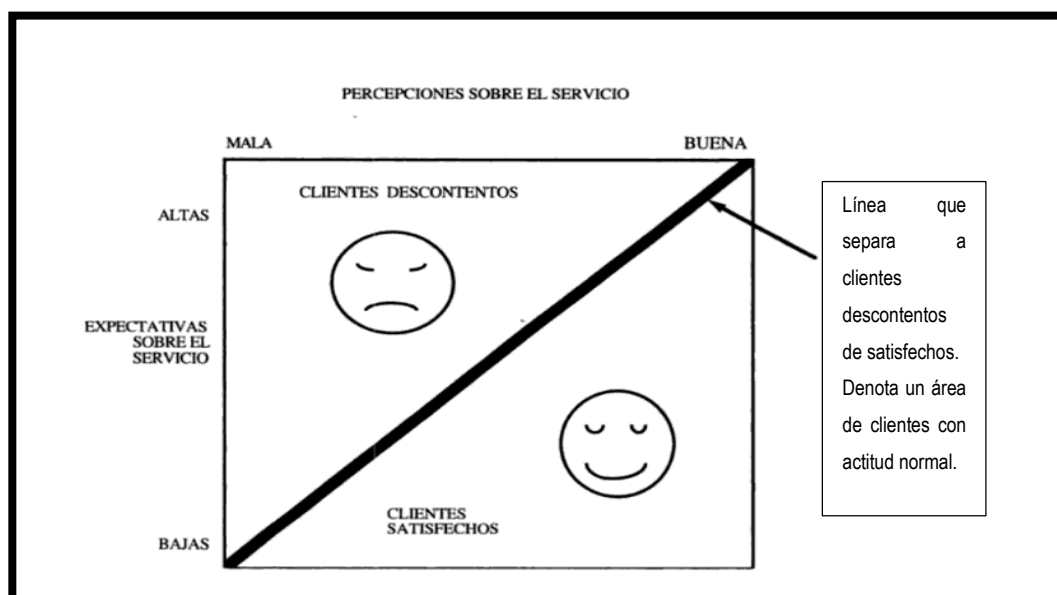 PERCEPCIONES SOBRE EL SERVICIO
MALA
BUENA
CLIENTES DESCONTENTOS
ALTAS
EXPECTATIVAS
SOBRE EL
SERVICIO
CLIENTES
SATISFECHOS
BAJAS
Línea que
separa a
clientes
descontentos
de satisfechos.
Denota un área
de clientes con
actitud normal.